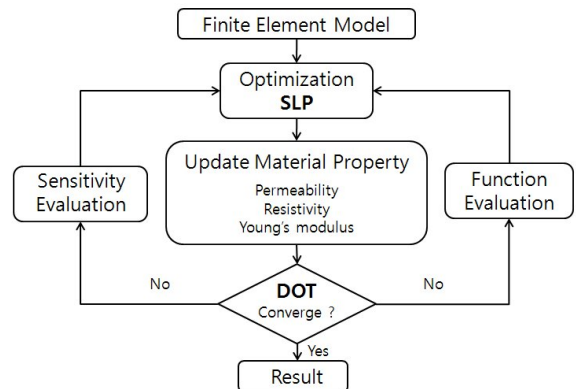 Finite Element Model
Optimization
SLP
Update Material Property
Permeability
Resistivity
Young's modulus
Sensitivity
Evaluation
Function
Evaluation
No
DOT
Converge ?
No
Yes
Result